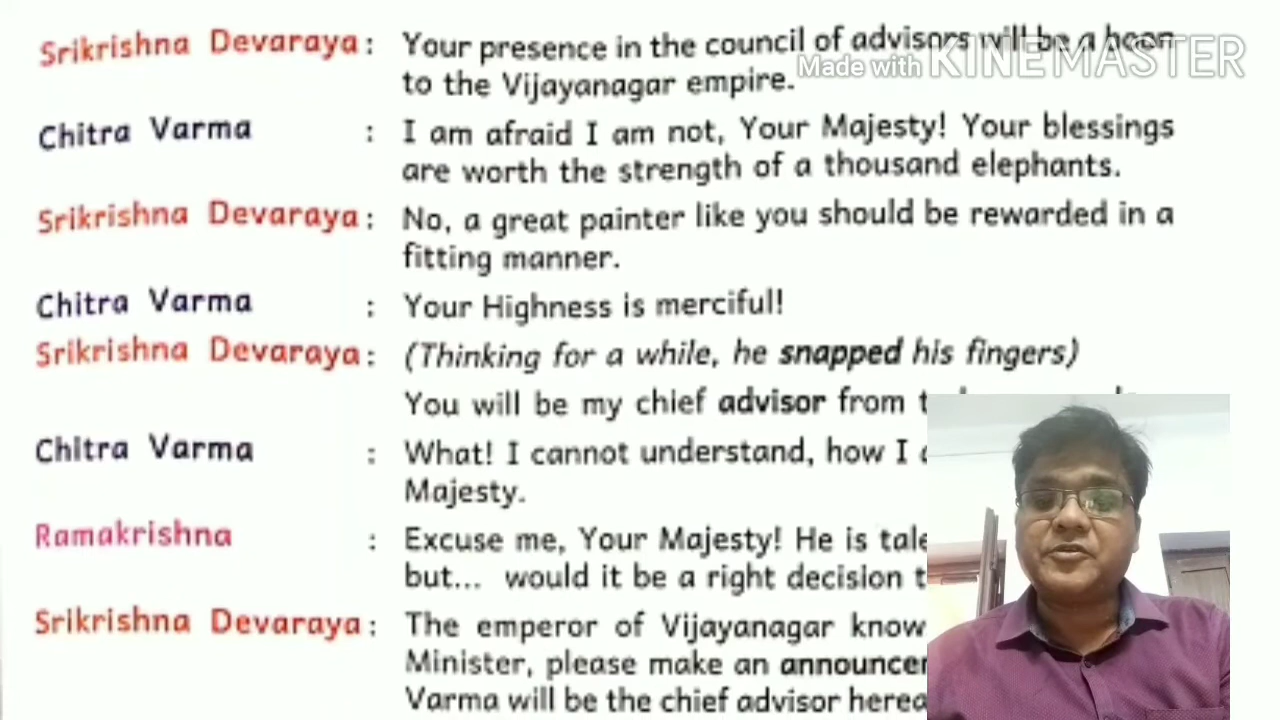 Srikrishna Devaraya : Your presence in the council of advisors will be a boon
Made with KINEMASTER
to the Vijayanagar empire.
Chitra Varma : I am afraid I am not, Your Majesty! Your blessings
are worth the strength of a thousand elephants.
Srikrishna Devaraya : No, a great painter like you should be rewarded in a
fitting manner.
Chitra Varma : Your Highness is merciful!
Srikrishna Devaraya : (Thinking for a while, he snapped his fingers)
You will be my chief advisor from
Chitra Varma : What! I cannot understand, how I
Majesty.
Ramakrishna : Excuse me, Your Majesty! He is
but... would it be a right decision
Srikrishna Devaraya : The emperor of Vijayanagar know
Minister, please make an
Varma will be the chief advisor